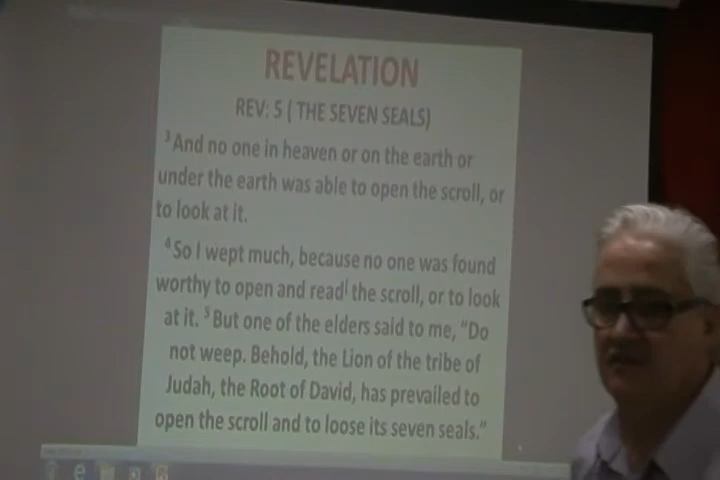 REVELATION
REV: 5 ( THE SEVEN SEALS)
³And no one in heaven or on the earth or
under the earth was able to open the scroll, or
to look at it.
⁴So I wept much, because no one was found
worthy to open and read the scroll, or to look
at it. ⁵But one of the elders said to me, “Do
not weep. Behold, the Lion of the tribe of
Judah, the Root of David, has prevailed to
open the scroll and to loose its seven seals.”